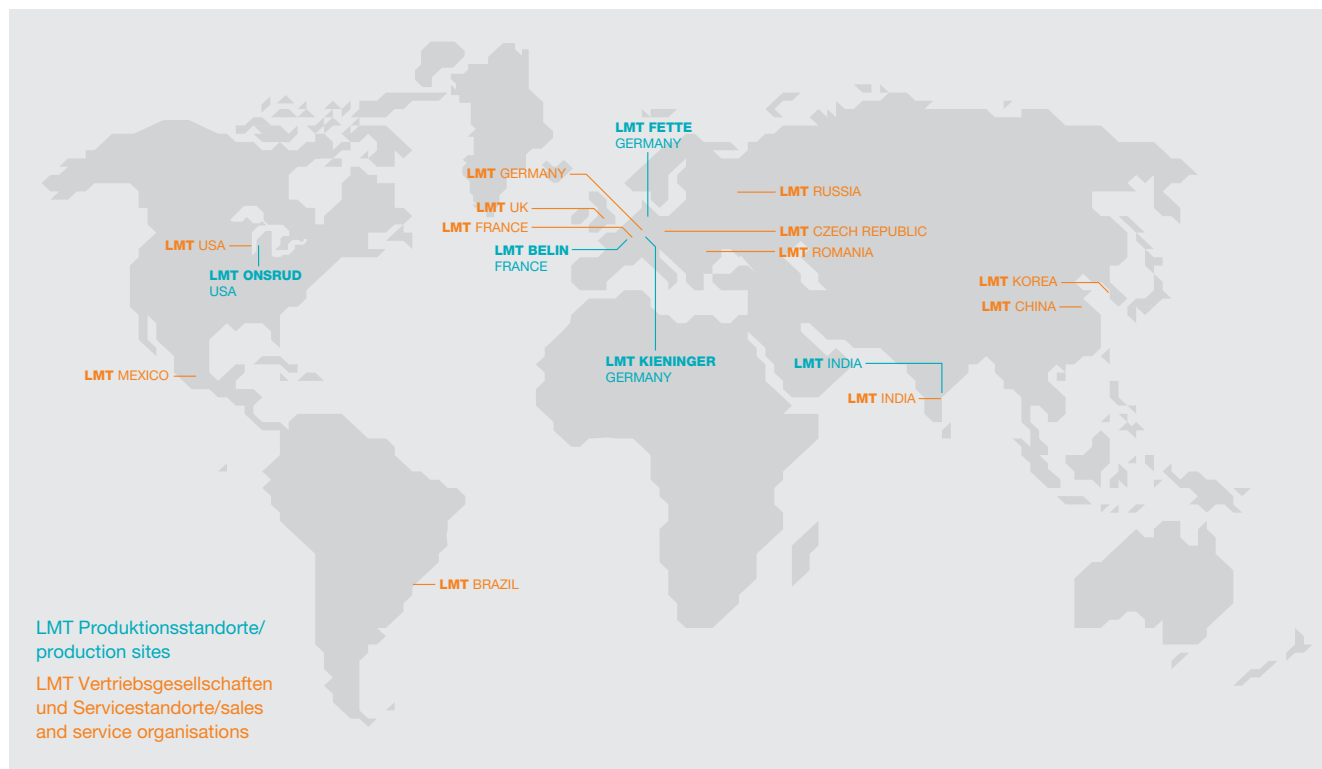 LMT FETTE
GERMANY
LMT GERMANY
LMT RUSSIA
LMT UK
LMT FRANCE
LMT CZECH REPUBLIC
LMT USA
LMT BELIN
FRANCE
LMT ROMANIA
LMT ONSRUD
USA
LMT KOREA
LMT CHINA
LMT KIENINGER
GERMANY
LMT INDIA
LMT MEXICO
LMT INDIA
LMT BRAZIL
LMT Produktionsstandorte/
production sites
LMT Vertriebsgesellschaften
und Servicestandorte/sales
and service organisations